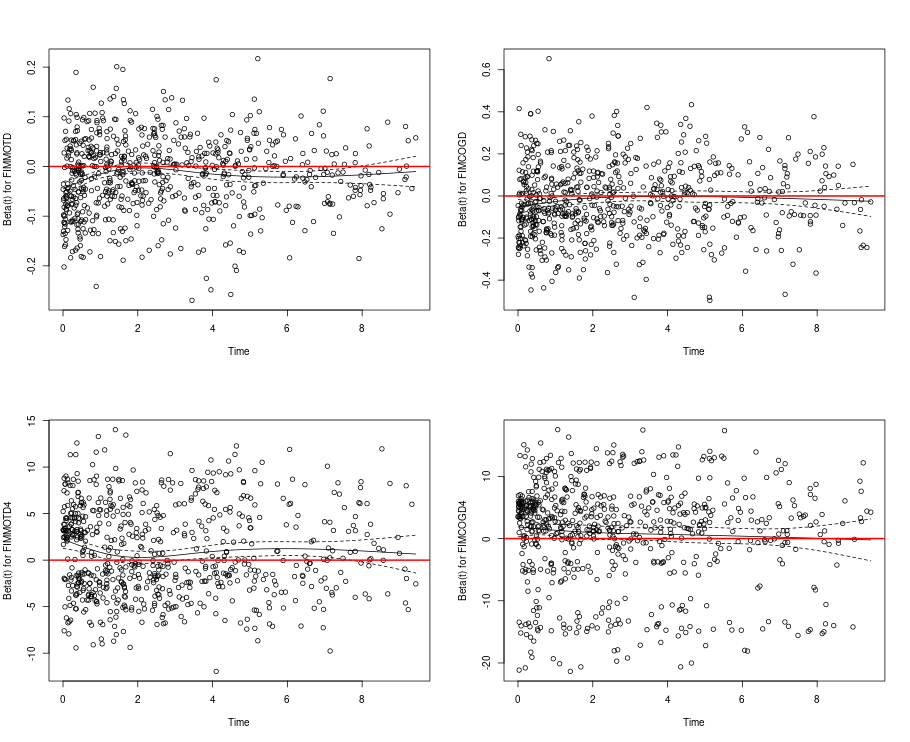 Beta(t) for FIMMOTD
0.2
0.1
0.0
-0.1
-0.2
0 2 4 6 8
Time
Beta(t) for FIMCOGD
0.6
0.4
0.2
0.0
-0.2
-0.4
0 2 4 6 8
Time
Beta(t) for FIMMOTD4
15
10
5
0
-5
-10
0 2 4 6 8
Time
Beta(t) for FIMCOGD4
10
0
-10
-20
0 2 4 6 8
Time